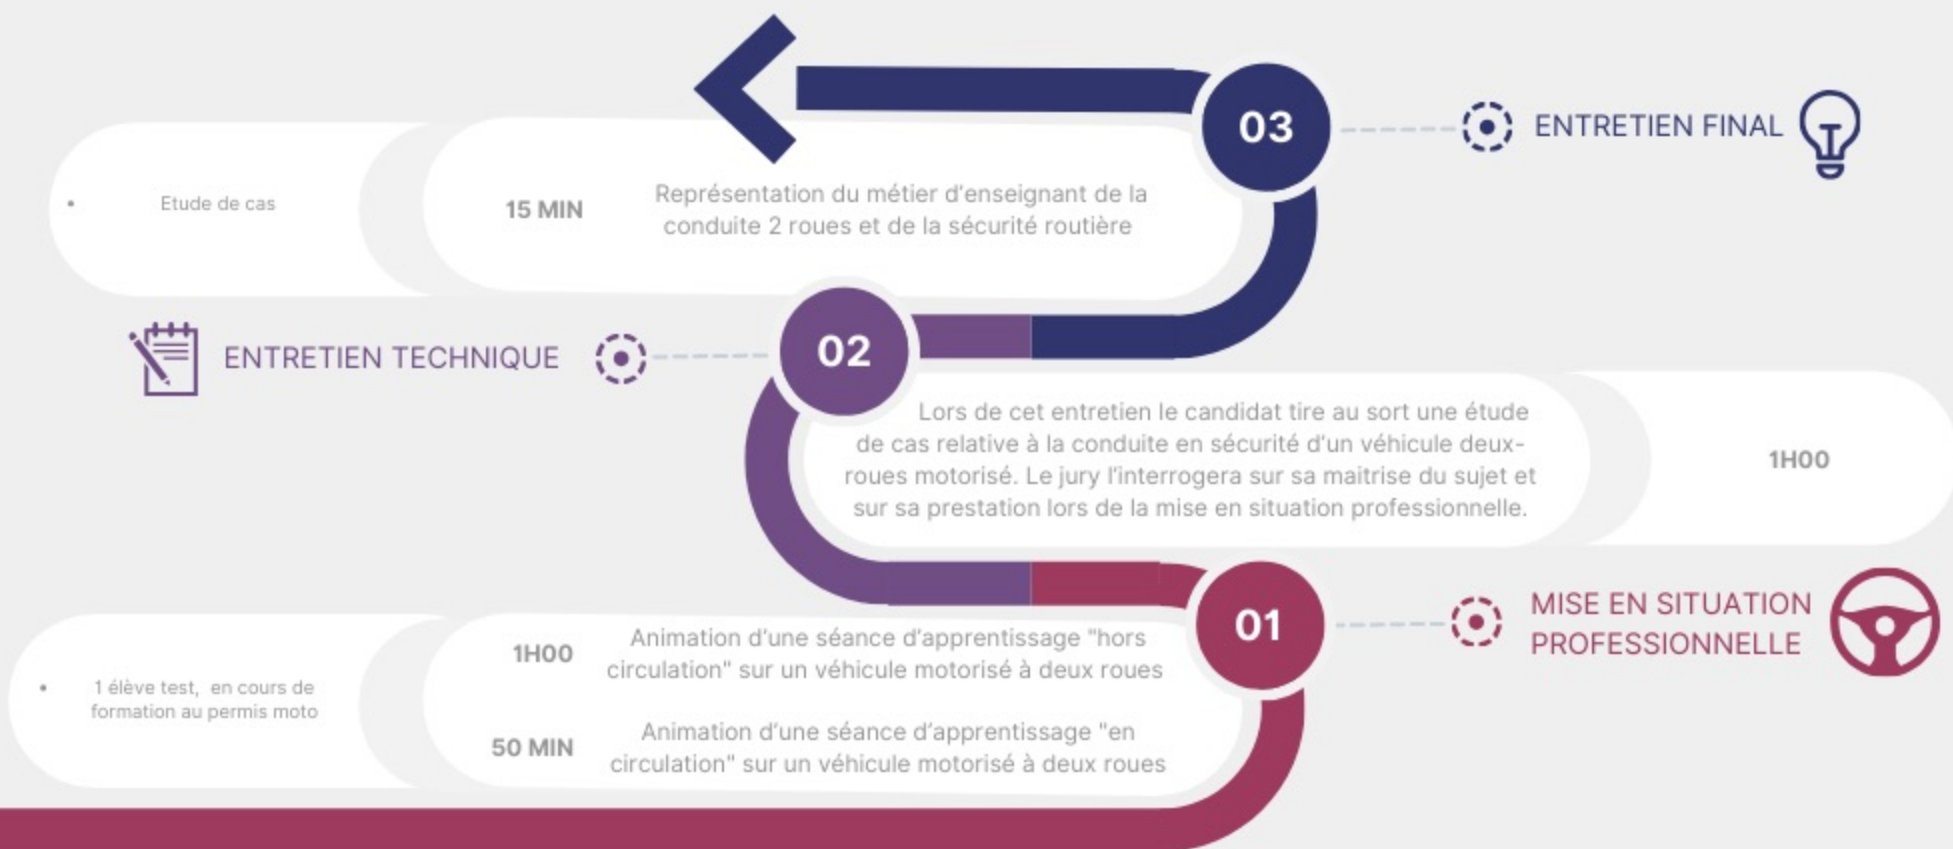 03
ENTRETIEN FINAL
• Etude de cas
15 MIN
Représentation du métier d'enseignant de la
conduite 2 roues et de la sécurité routière
02
ENTRETIEN TECHNIQUE
Lors de cet entretien le candidat tire au sort une étude
de cas relative à la conduite en sécurité d'un véhicule deux-
roues motorisé. Le jury l'interrogera sur sa maitrise du sujet et
sur sa prestation lors de la mise en situation professionnelle.
1H00
01
MISE EN SITUATION
PROFESSIONNELLE
• 1 élève test, en cours de
formation au permis moto
1H00
Animation d'une séance d'apprentissage "hors
circulation" sur un véhicule motorisé à deux roues
50 MIN
Animation d'une séance d'apprentissage "en
circulation" sur un véhicule motorisé à deux roues